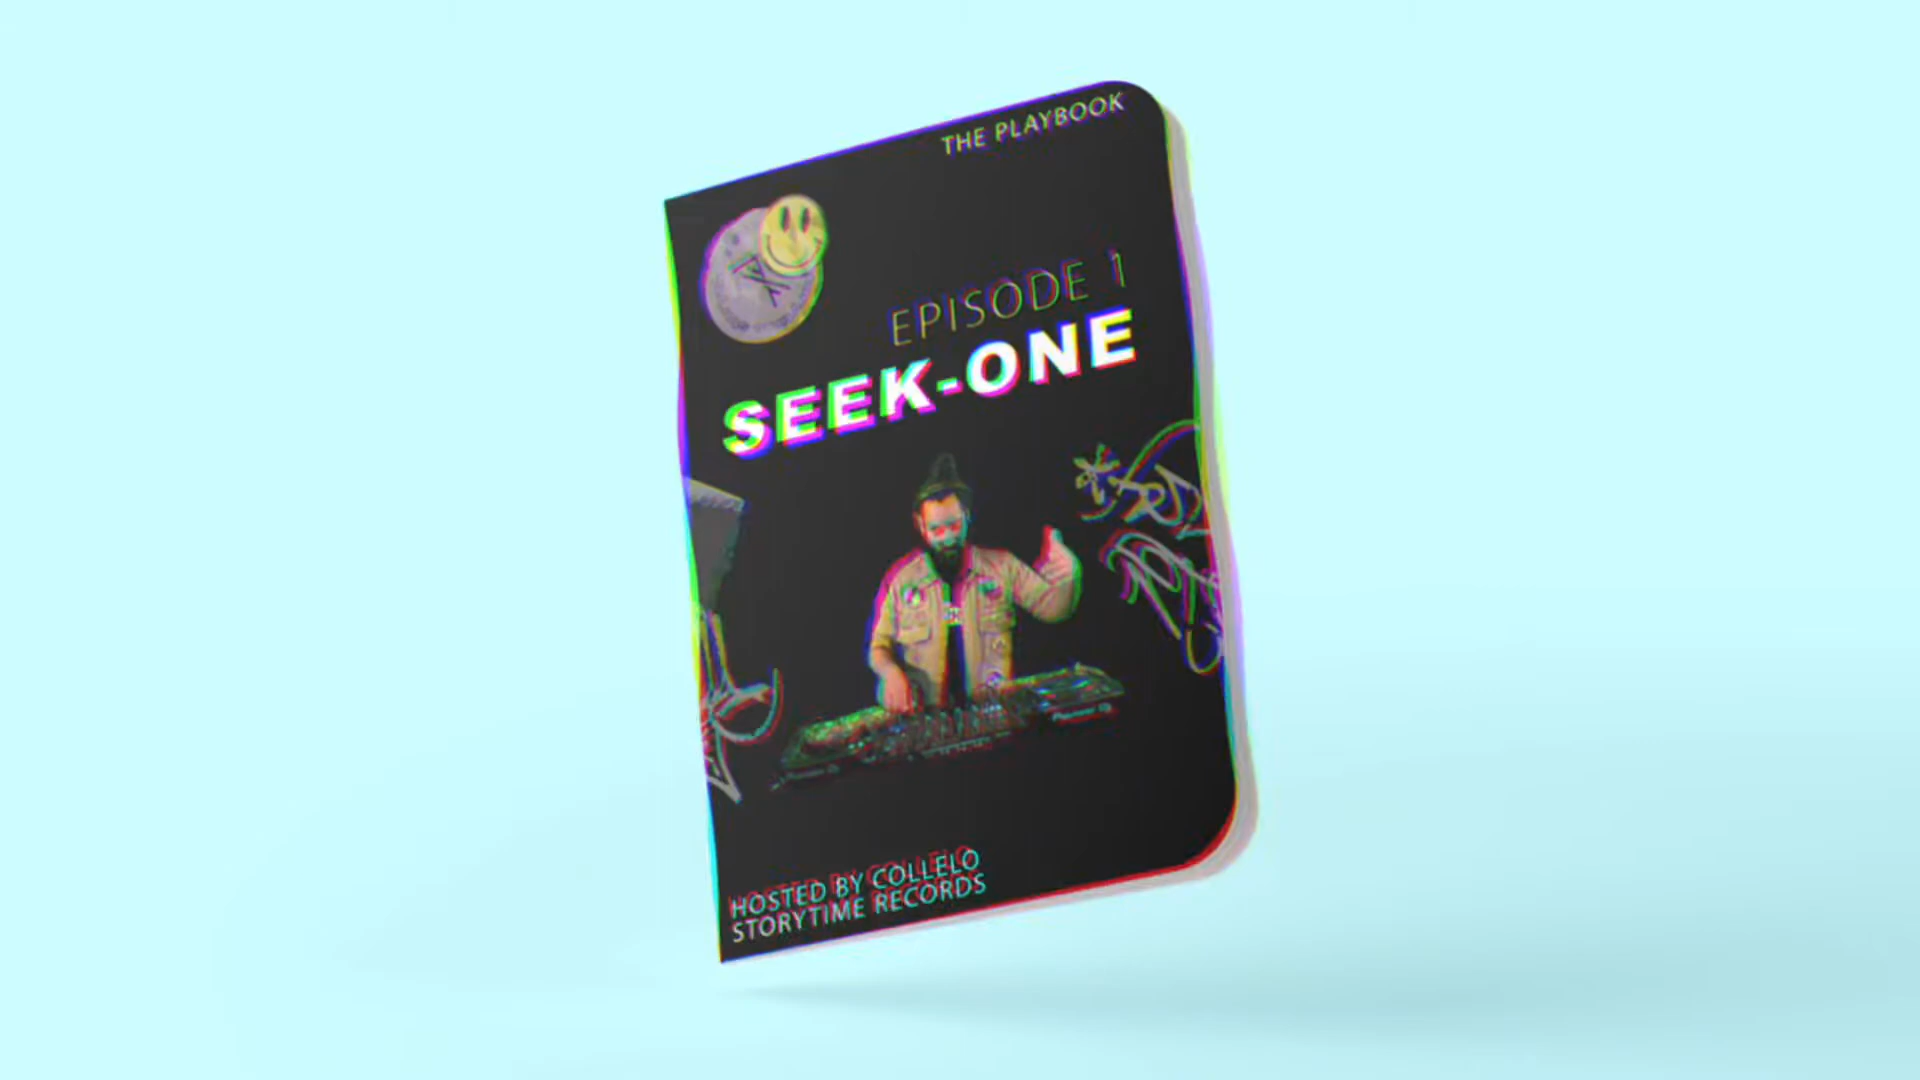 THE PLAYBOOK
EPISODE 1
SEEK-ONE
HOSTED BY COLLELO
STORYTIME RECORDS